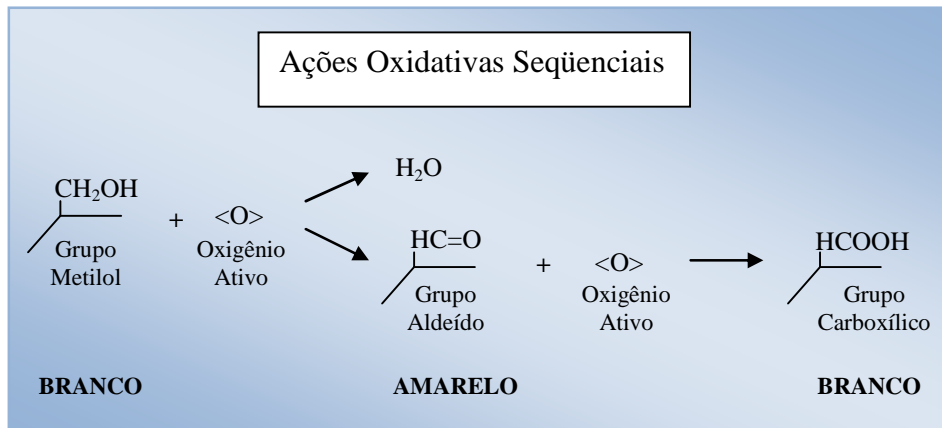 Ações Oxidativas Seqüenciais
H₂O
CH₂OH
+
<O>
Grupo
Metilol
Oxigênio
Ativo
HC=O
+
<O>
Grupo
Aldeído
Oxigênio
Ativo
HCOOH
Grupo
Carboxílico
BRANCO
AMARELO
BRANCO